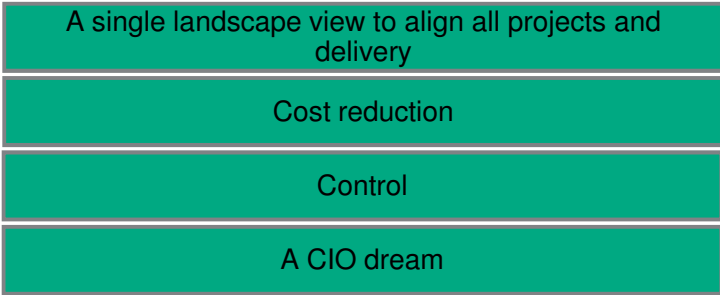 A single landscape view to align all projects and
delivery
Cost reduction
Control
A CIO dream